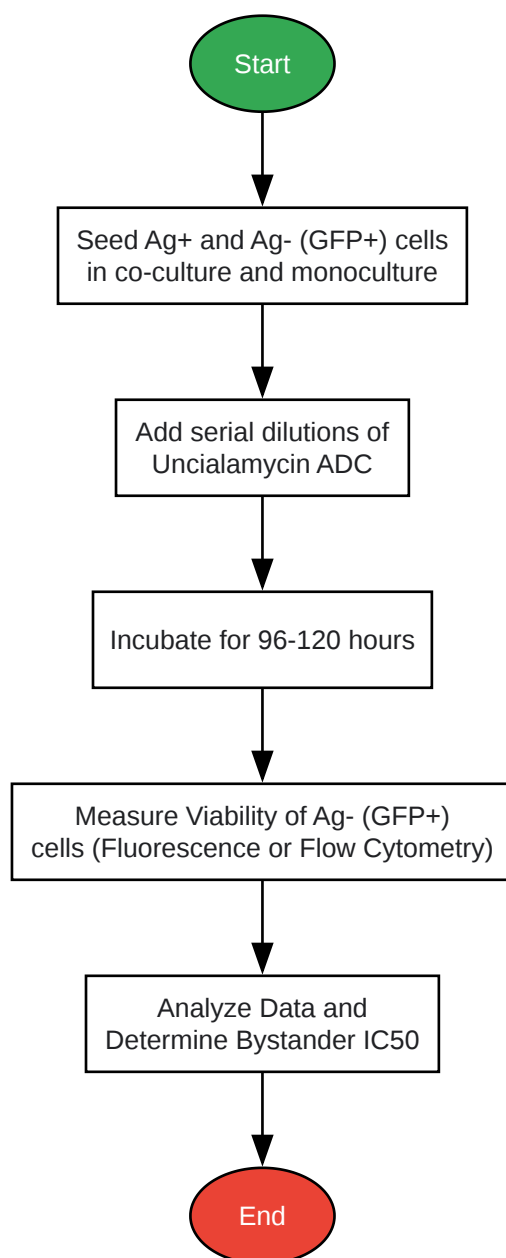 Start
Seed Ag+ and Ag- (GFP+) cells
in co-culture and monoculture
Add serial dilutions of
Uncialamycin ADC
Incubate for 96-120 hours
Measure Viability of Ag- (GFP+)
cells (Fluorescence or Flow Cytometry)
Analyze Data and
Determine Bystander IC50
End